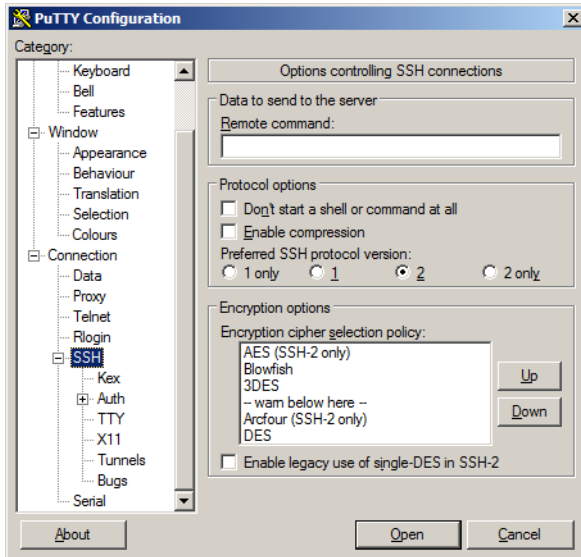 PuTTY Configuration
Category:
Keyboard
Bell
Features
Window
Appearance
Behaviour
Translation
Selection
Colours
Connection
Data
Proxy
Telnet
Rlogin
SSH
Kex
Auth
TTY
X11
Tunnels
Bugs
Serial
Options controlling SSH connections
Data to send to the server
Remote command:
Protocol options
Don't start a shell or command at all
Enable compression
Preferred SSH protocol version:
1 only 1 2 2 only
Encryption options
Encryption cipher selection policy:
AES (SSH-2 only)
Blowfish
3DES
-- warn below here --
Arcfour (SSH-2 only)
DES
Up
Down
Enable legacy use of single-DES in SSH-2
About Open Cancel